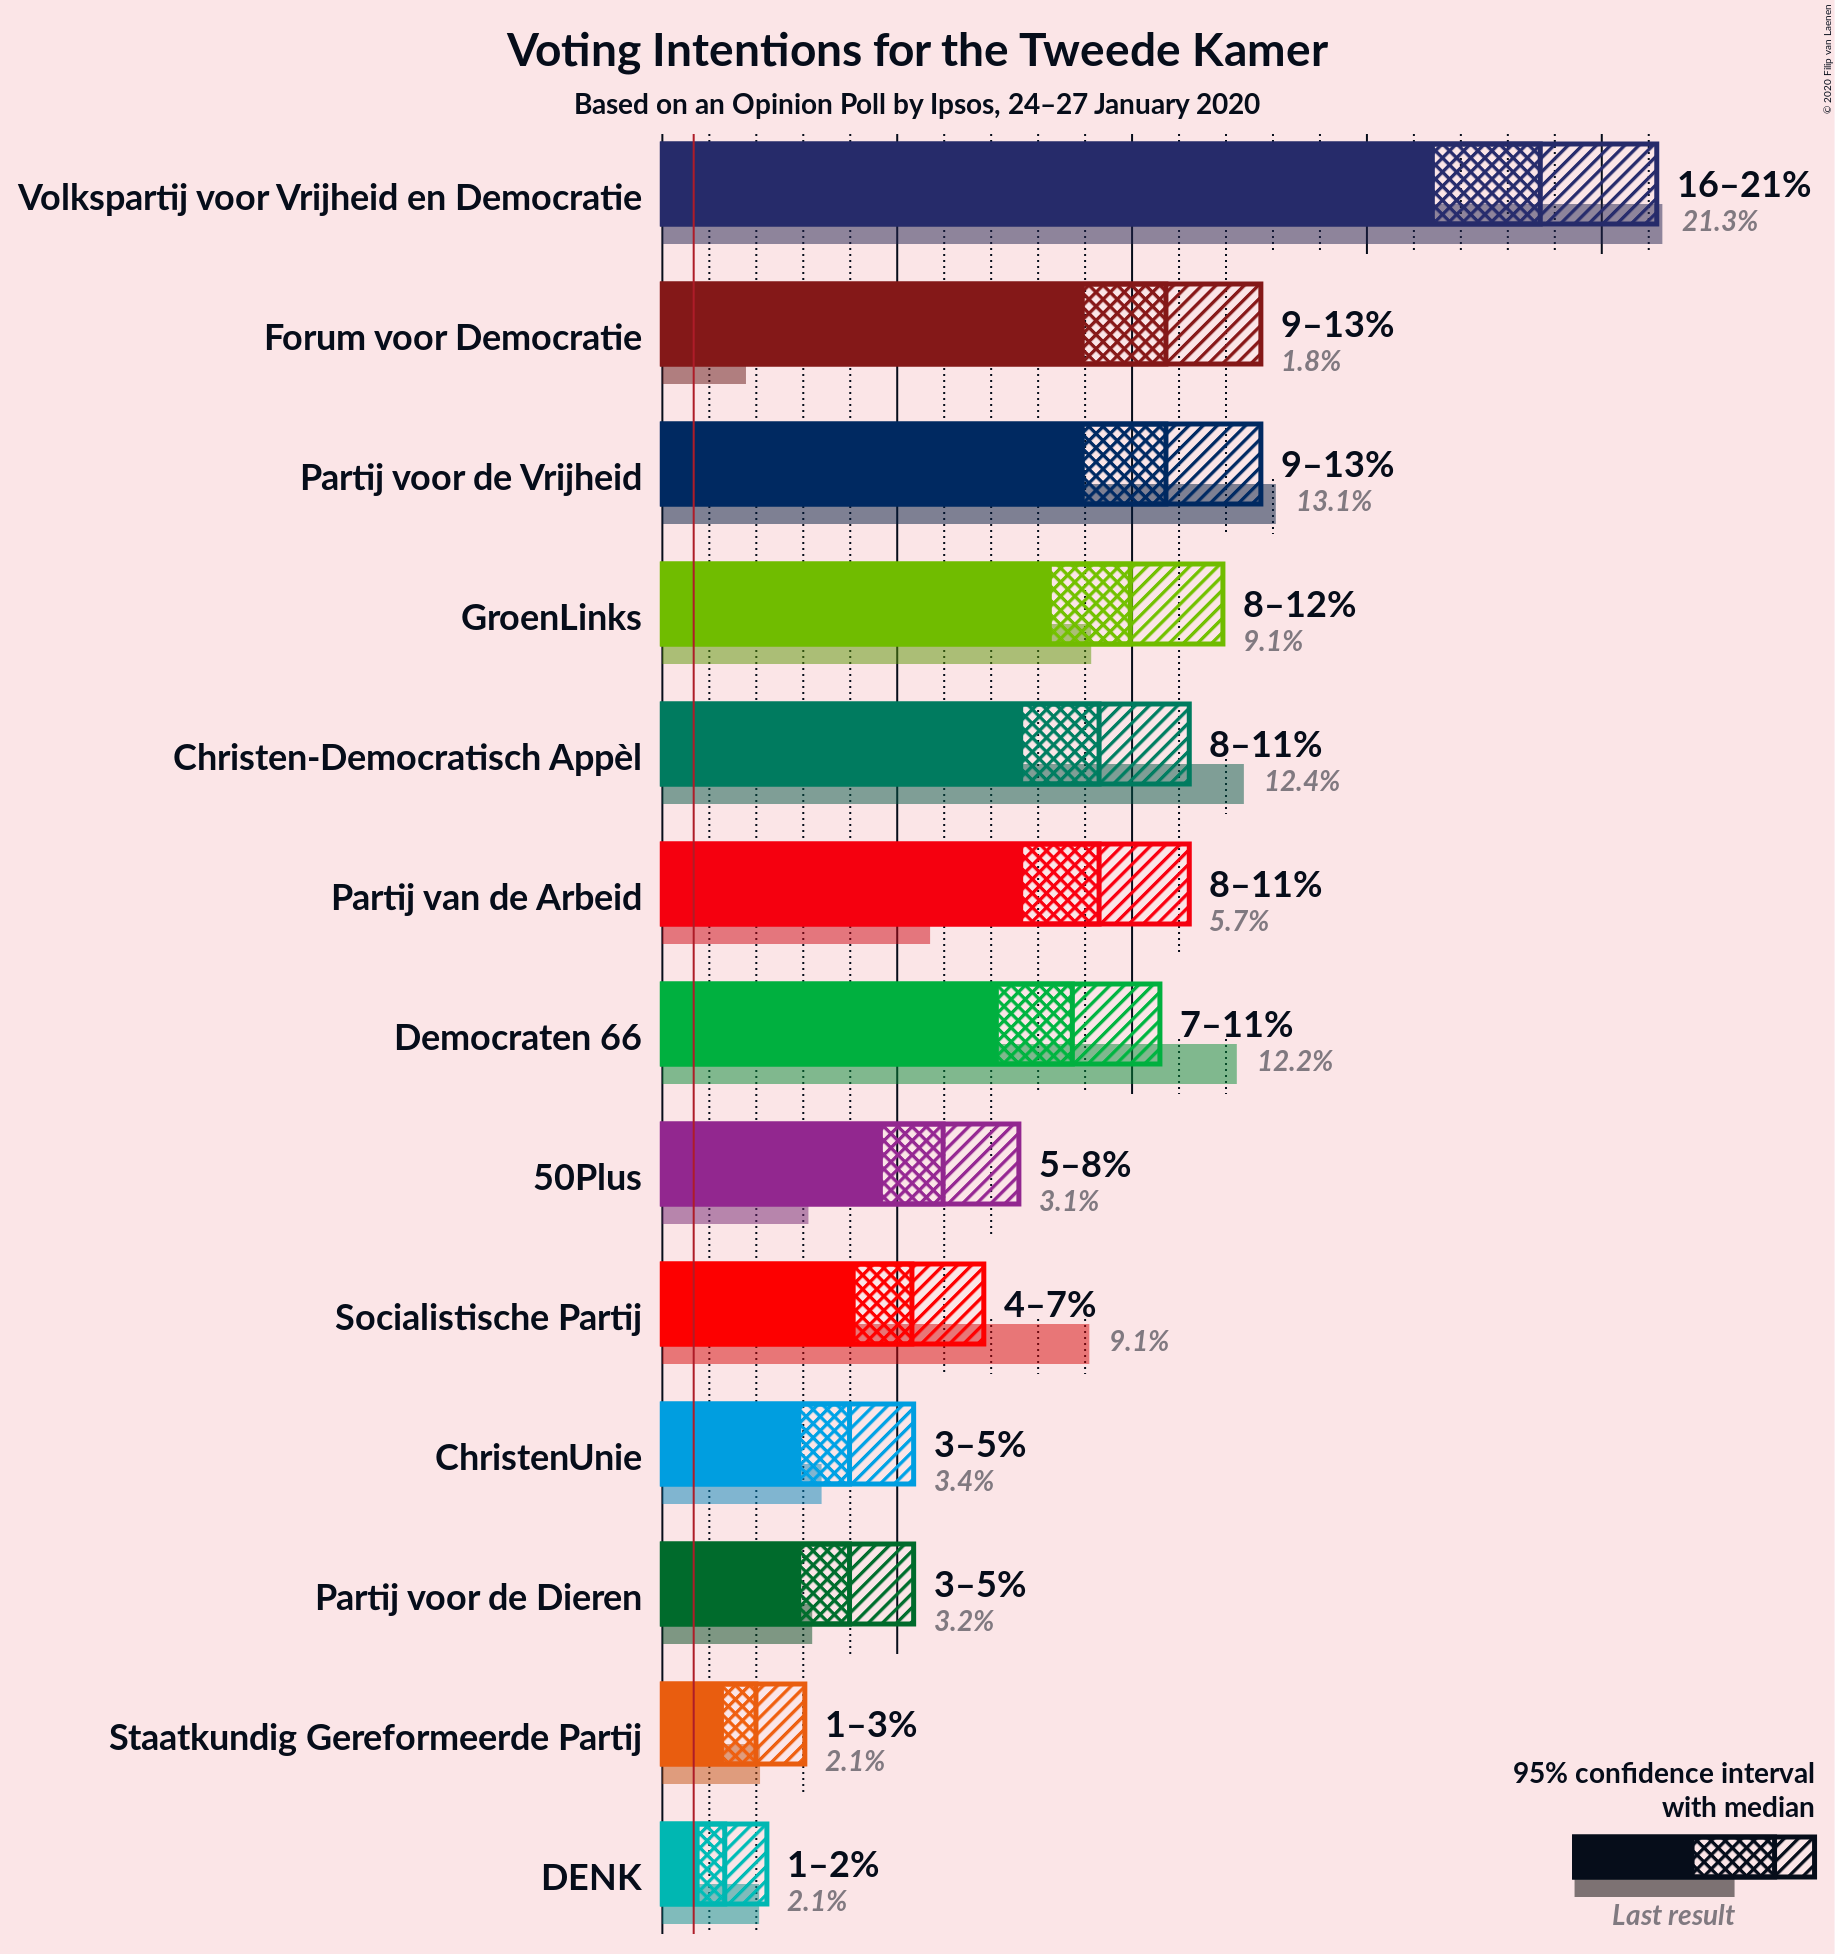 Voting Intentions for the Tweede Kamer
Based on an Opinion Poll by Ipsos, 24–27 January 2020
© 2020 Filip van Laenen
Volkspartij voor Vrijheid en Democratie
16–21%
21.3%
Forum voor Democratie
9–13%
1.8%
Partij voor de Vrijheid
9–13%
13.1%
GroenLinks
8–12%
9.1%
Christen-Democratisch Appèl
8–11%
12.4%
Partij van de Arbeid
8–11%
5.7%
Democraten 66
7–11%
12.2%
50Plus
5–8%
3.1%
Socialistische Partij
4–7%
9.1%
ChristenUnie
3–5%
3.4%
Partij voor de Dieren
3–5%
3.2%
Staatkundig Gereformeerde Partij
1–3%
2.1%
DENK
1–2%
2.1%
95% confidence interval
with median
Last result